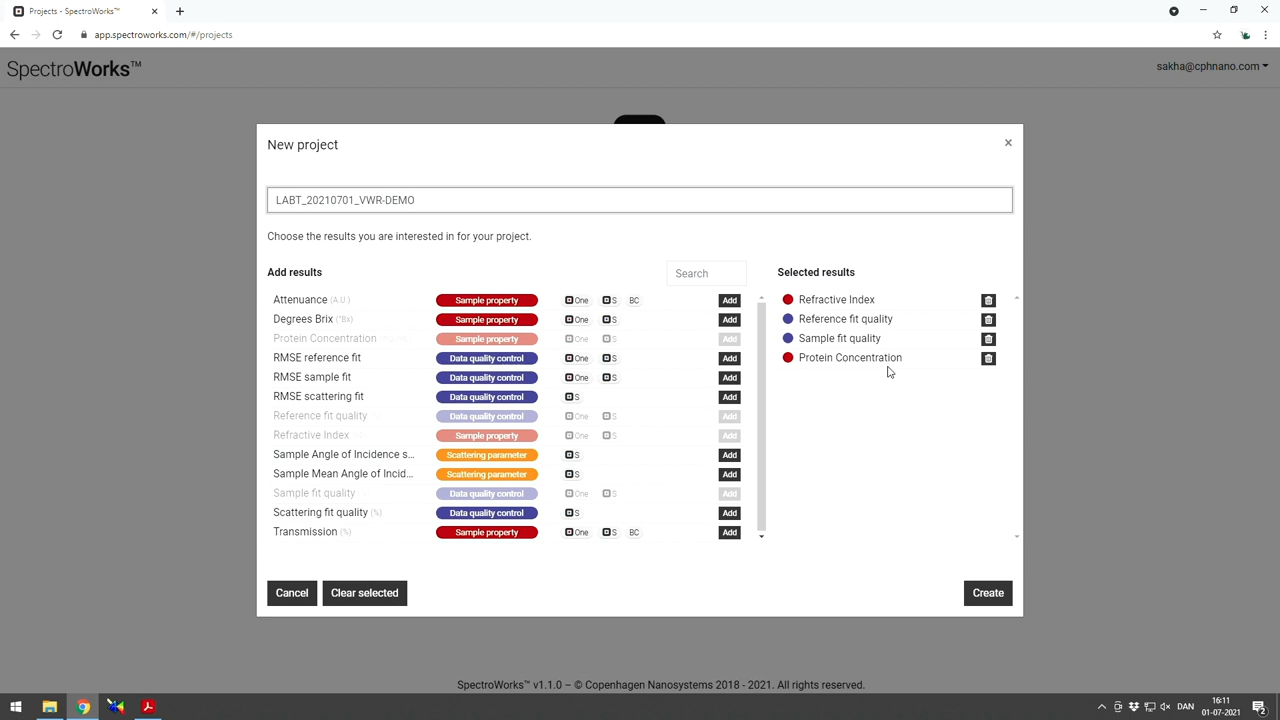 Projects - SpectroWorks™
app.spectroworks.com/#/projects
SpectroWorks™
sakha@cphnano.com
New project
LABT_20210701_VWR-DEMO
Choose the results you are interested in for your project.
Add results
Search
Selected results
Attenuance (A.U.) Sample property One S BC Add
Degrees Brix (°Bx) Sample property One S Add
Protein Concentration Sample property One S Add
RMSE reference fit Data quality control One S Add
RMSE sample fit Data quality control One S Add
RMSE scattering fit Data quality control S Add
Reference fit quality Data quality control One S Add
Refractive Index Sample property One S Add
Sample Angle of Incidence s... Scattering parameter S Add
Sample Mean Angle of Incid... Scattering parameter S Add
Sample fit quality Data quality control One S Add
Scattering fit quality (%) Data quality control S Add
Transmission (%) Sample property One S BC Add
Refractive Index
Reference fit quality
Sample fit quality
Protein Concentration
Cancel
Clear selected
Create
SpectroWorks™ v1.1.0 – © Copenhagen Nanosystems 2018 - 2021. All rights reserved.
DAN
16:11
01-07-2021
2